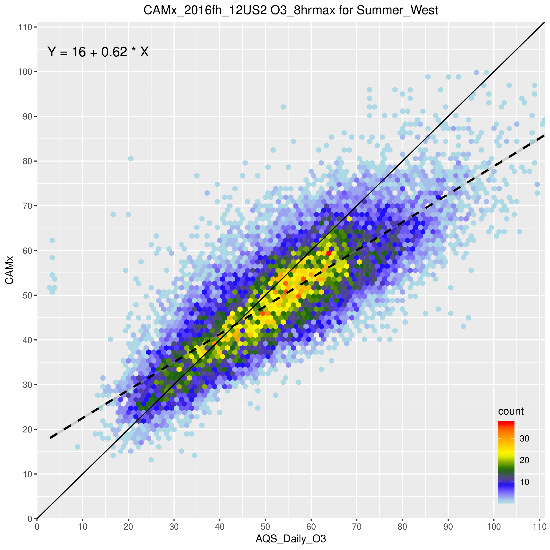 CAMx_2016fh_12US2 O3_8hrmax for Summer_West
110
Y = 16 + 0.62 * X
100
90
80
70
60
CAMx
50
40
30
20
10
0
count
30
20
10
0 10 20 30 40 50 60 70 80 90 100 110
AQS_Daily_O3